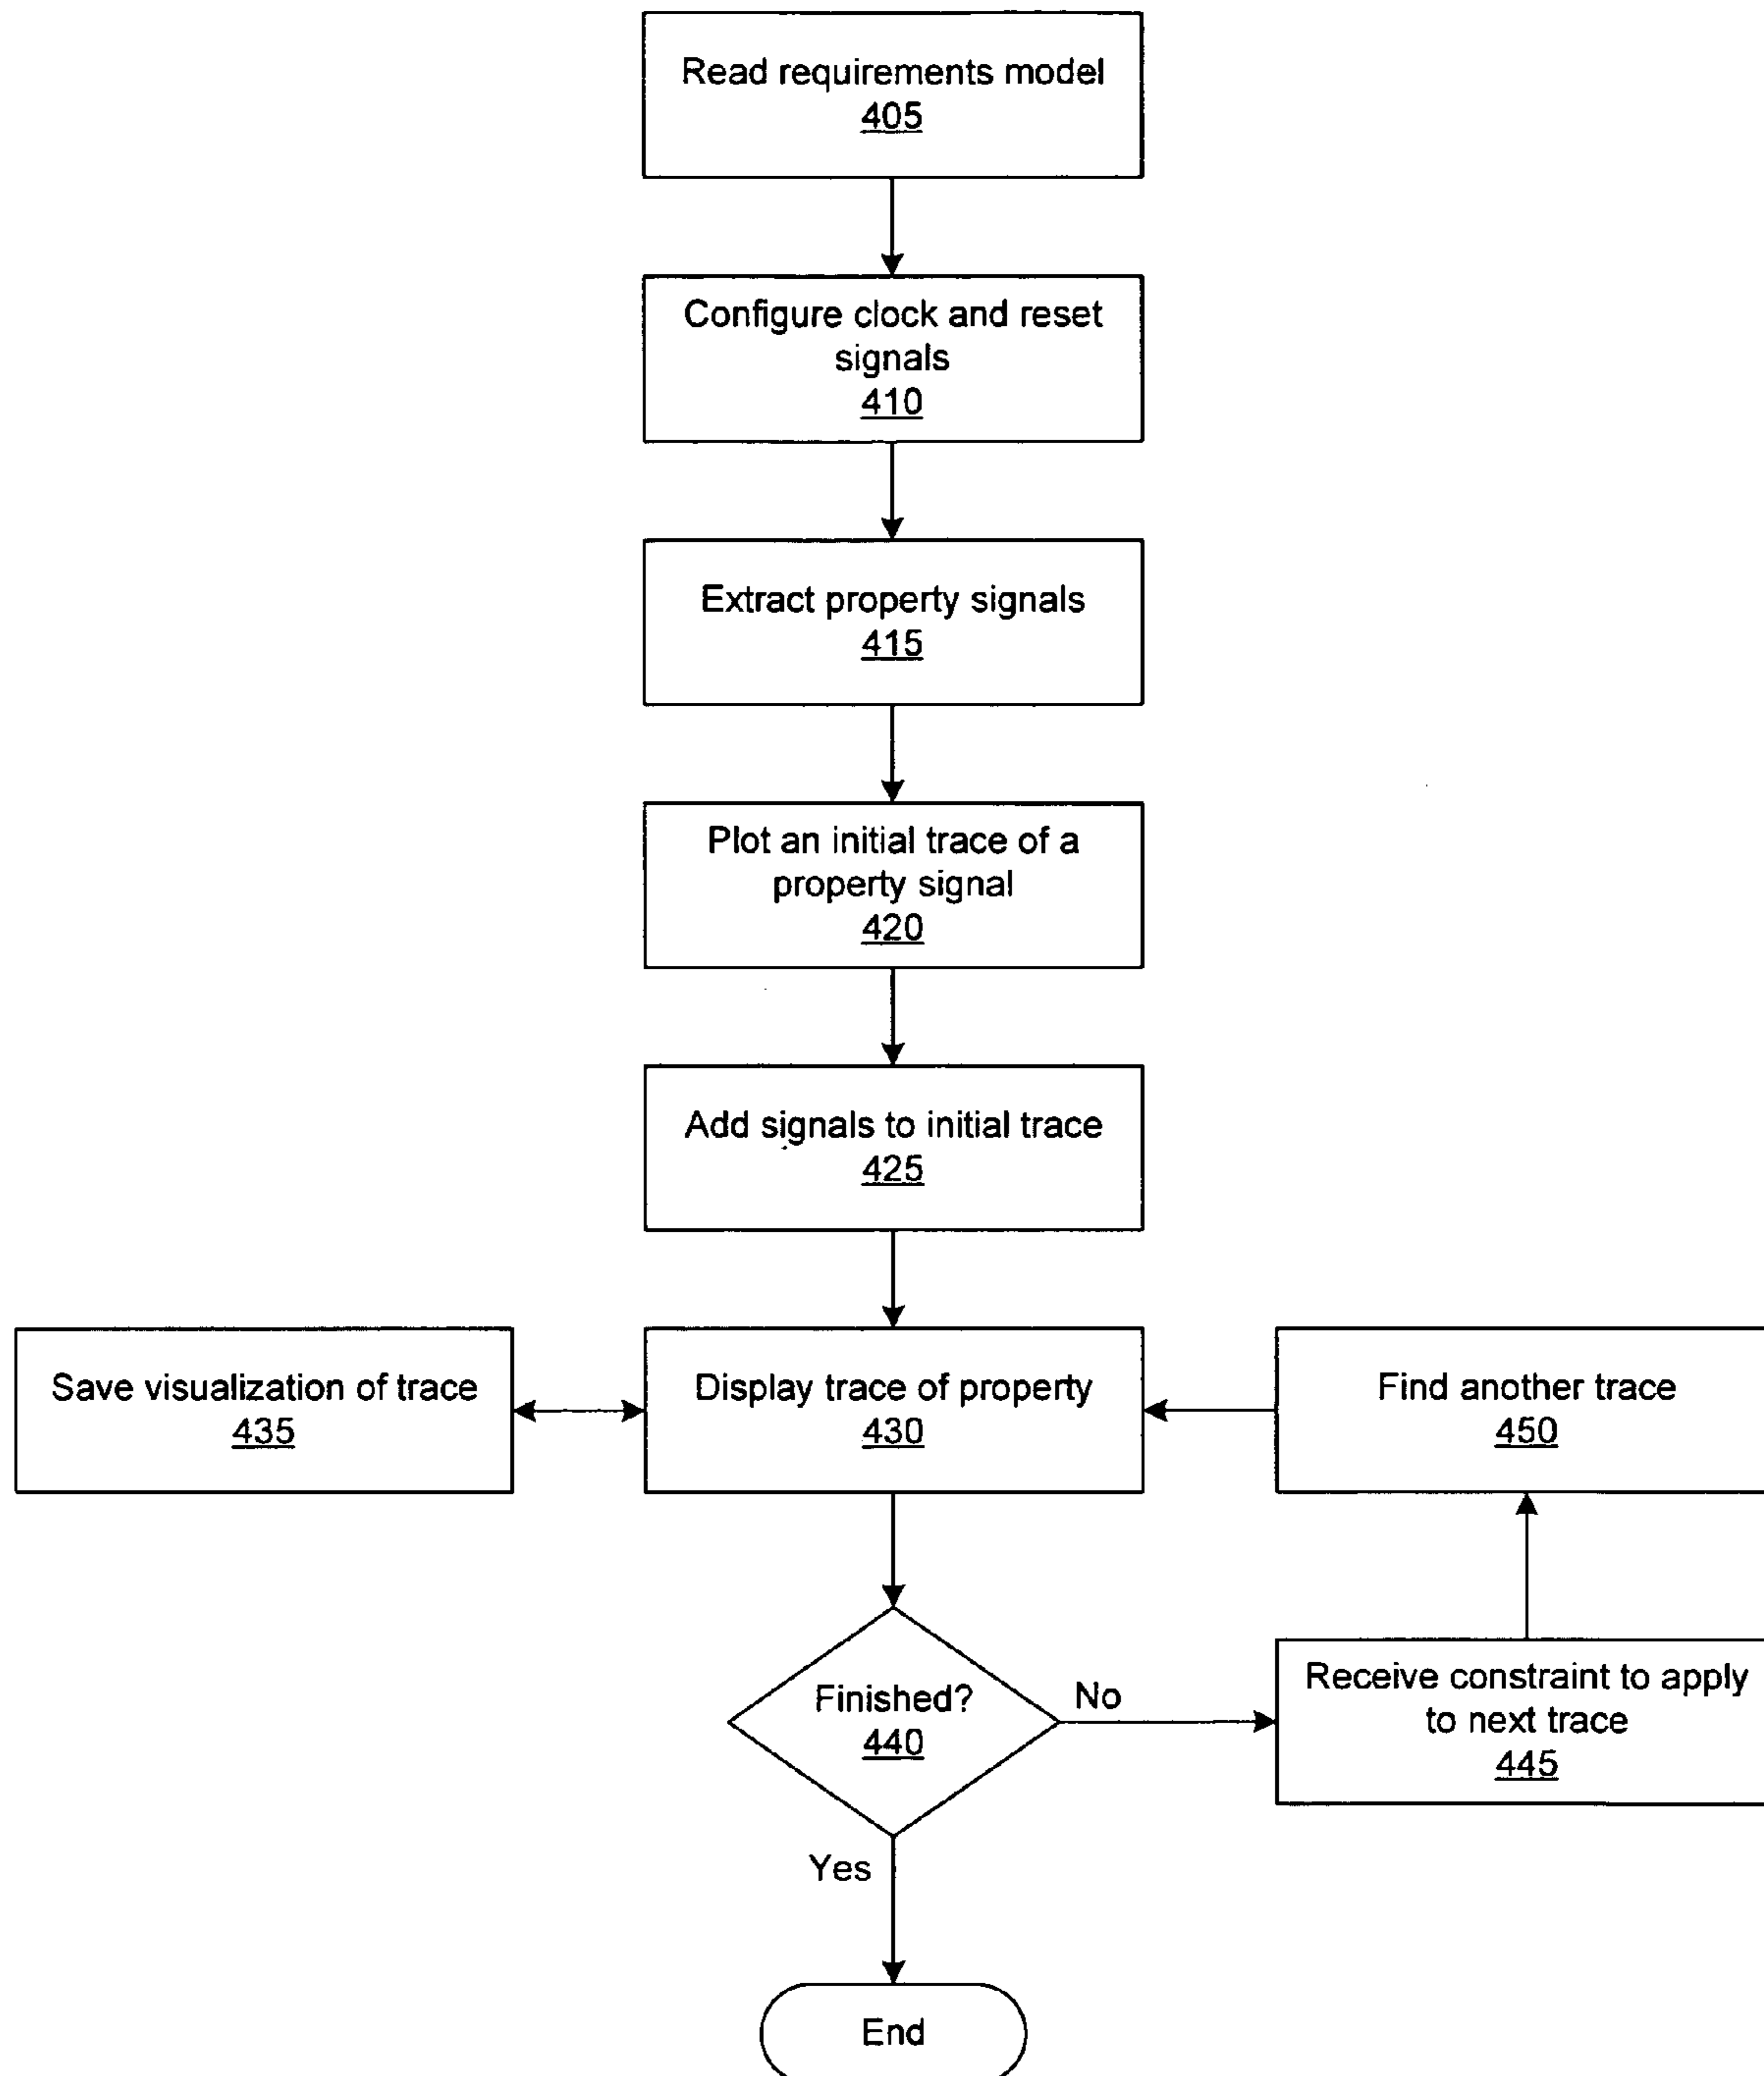 Read requirements model
405
Configure clock and reset
signals
410
Extract property signals
415
Plot an initial trace of a
property signal
420
Add signals to initial trace
425
Save visualization of trace
435
Display trace of property
430
Find another trace
450
Finished?
440
No
Receive constraint to apply
to next trace
445
Yes
End